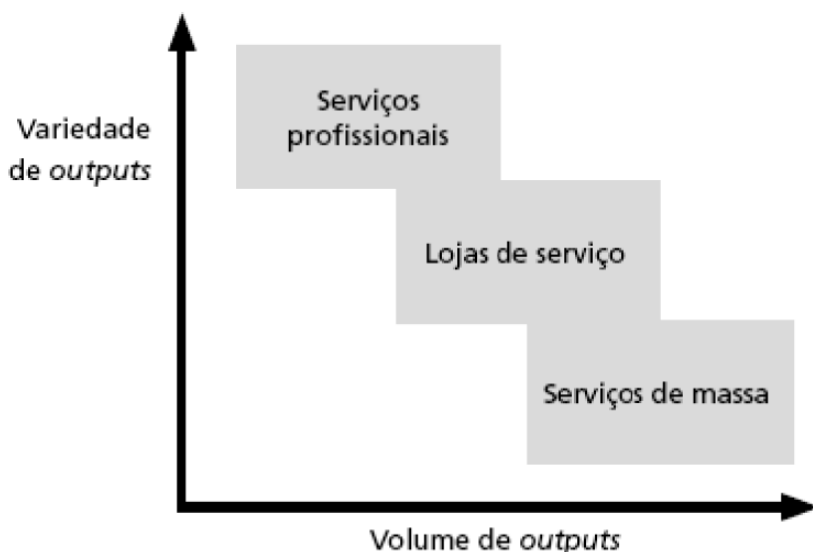 Serviços
profissionais
Variedade
de outputs
Lojas de serviço
Serviços de massa
Volume de outputs